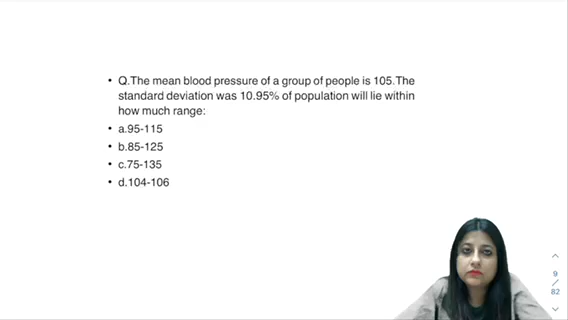 • Q.The mean blood pressure of a group of people is 105.The
standard deviation was 10.95% of population will lie within
how much range:
• a.95-115
• b.85-125
• c.75-135
• d.104-106
9
/
82